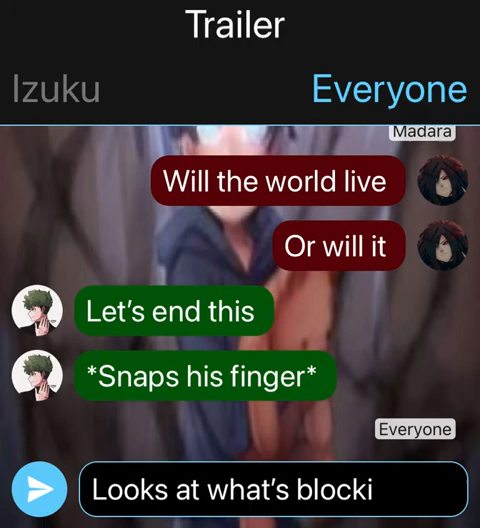 Trailer
Izuku
Everyone
Madara
Will the world live
Or will it
Let's end this
*Snaps his finger*
Everyone
Looks at what's blocki